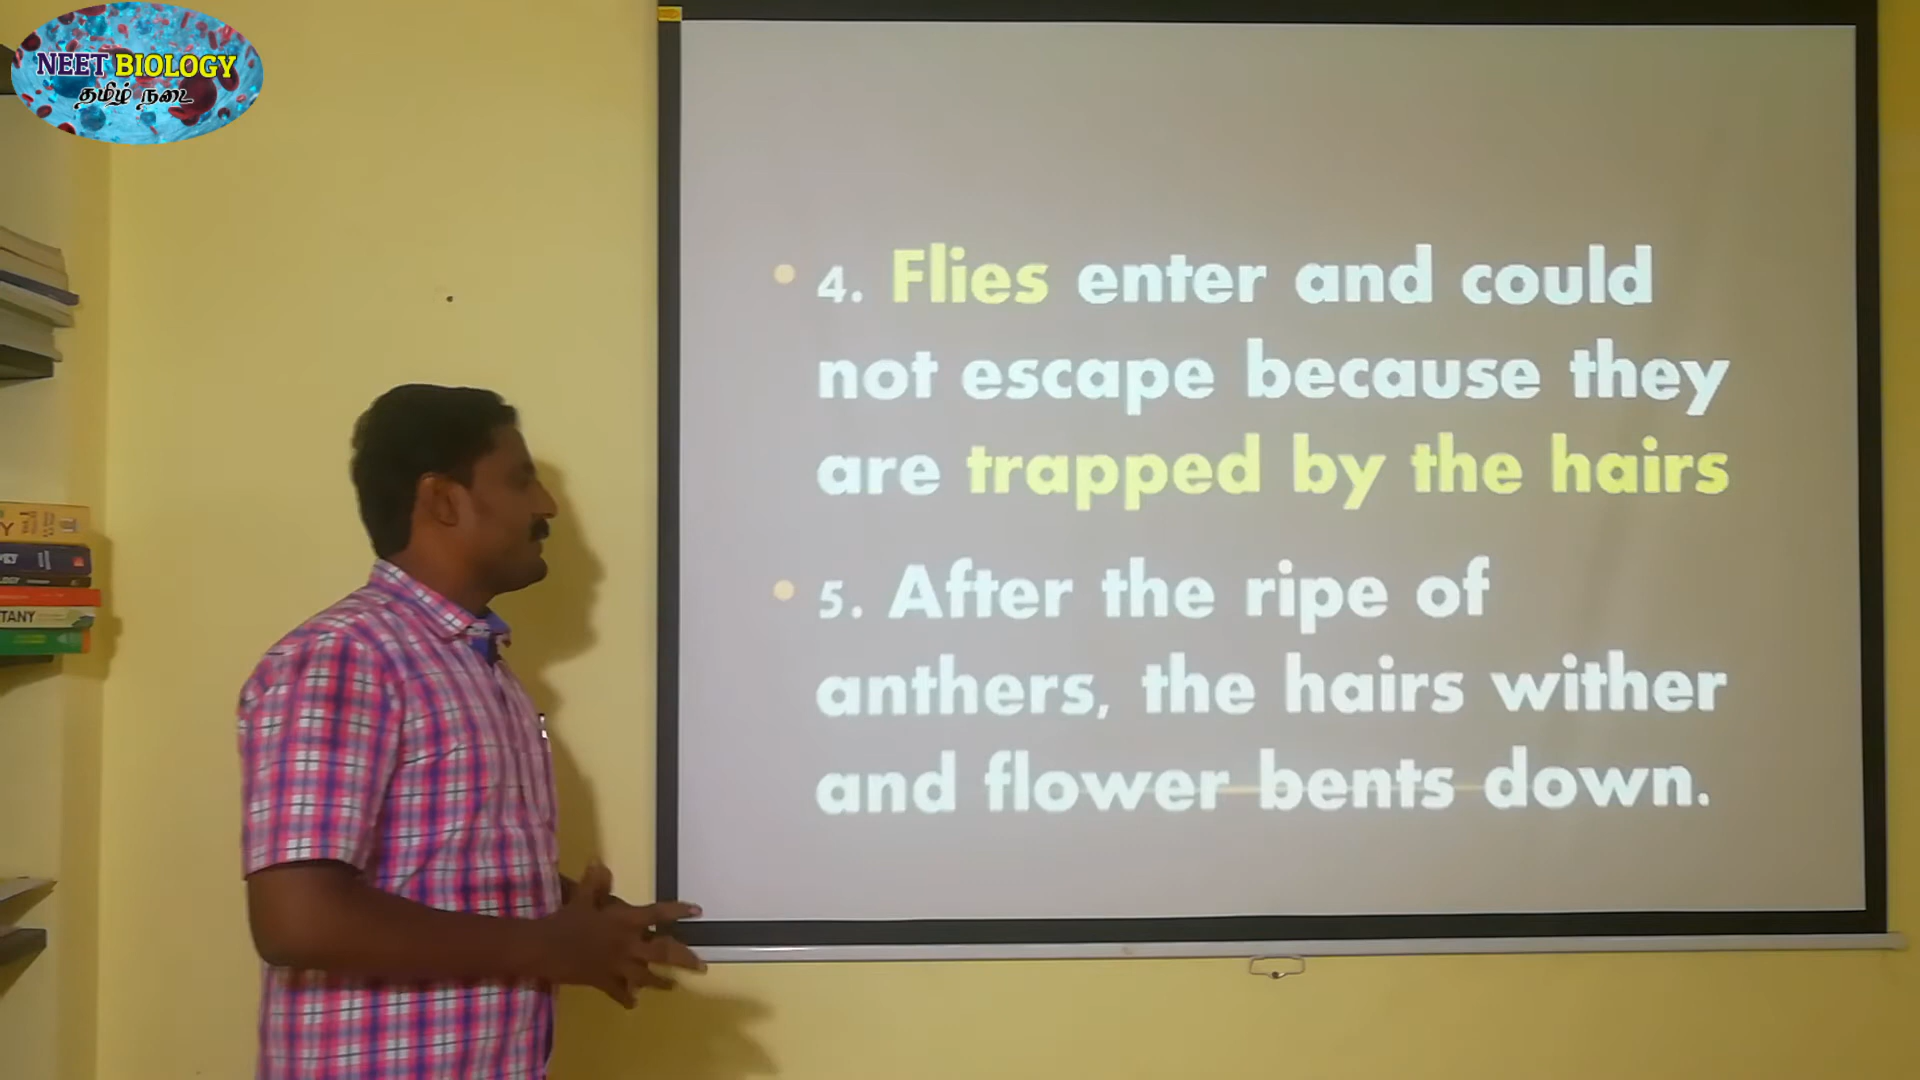 NEET BIOLOGY
தமிழ் நடை
4. Flies enter and could
not escape because they
are trapped by the hairs
5. After the ripe of
anthers, the hairs wither
and flower bents down.
TANY